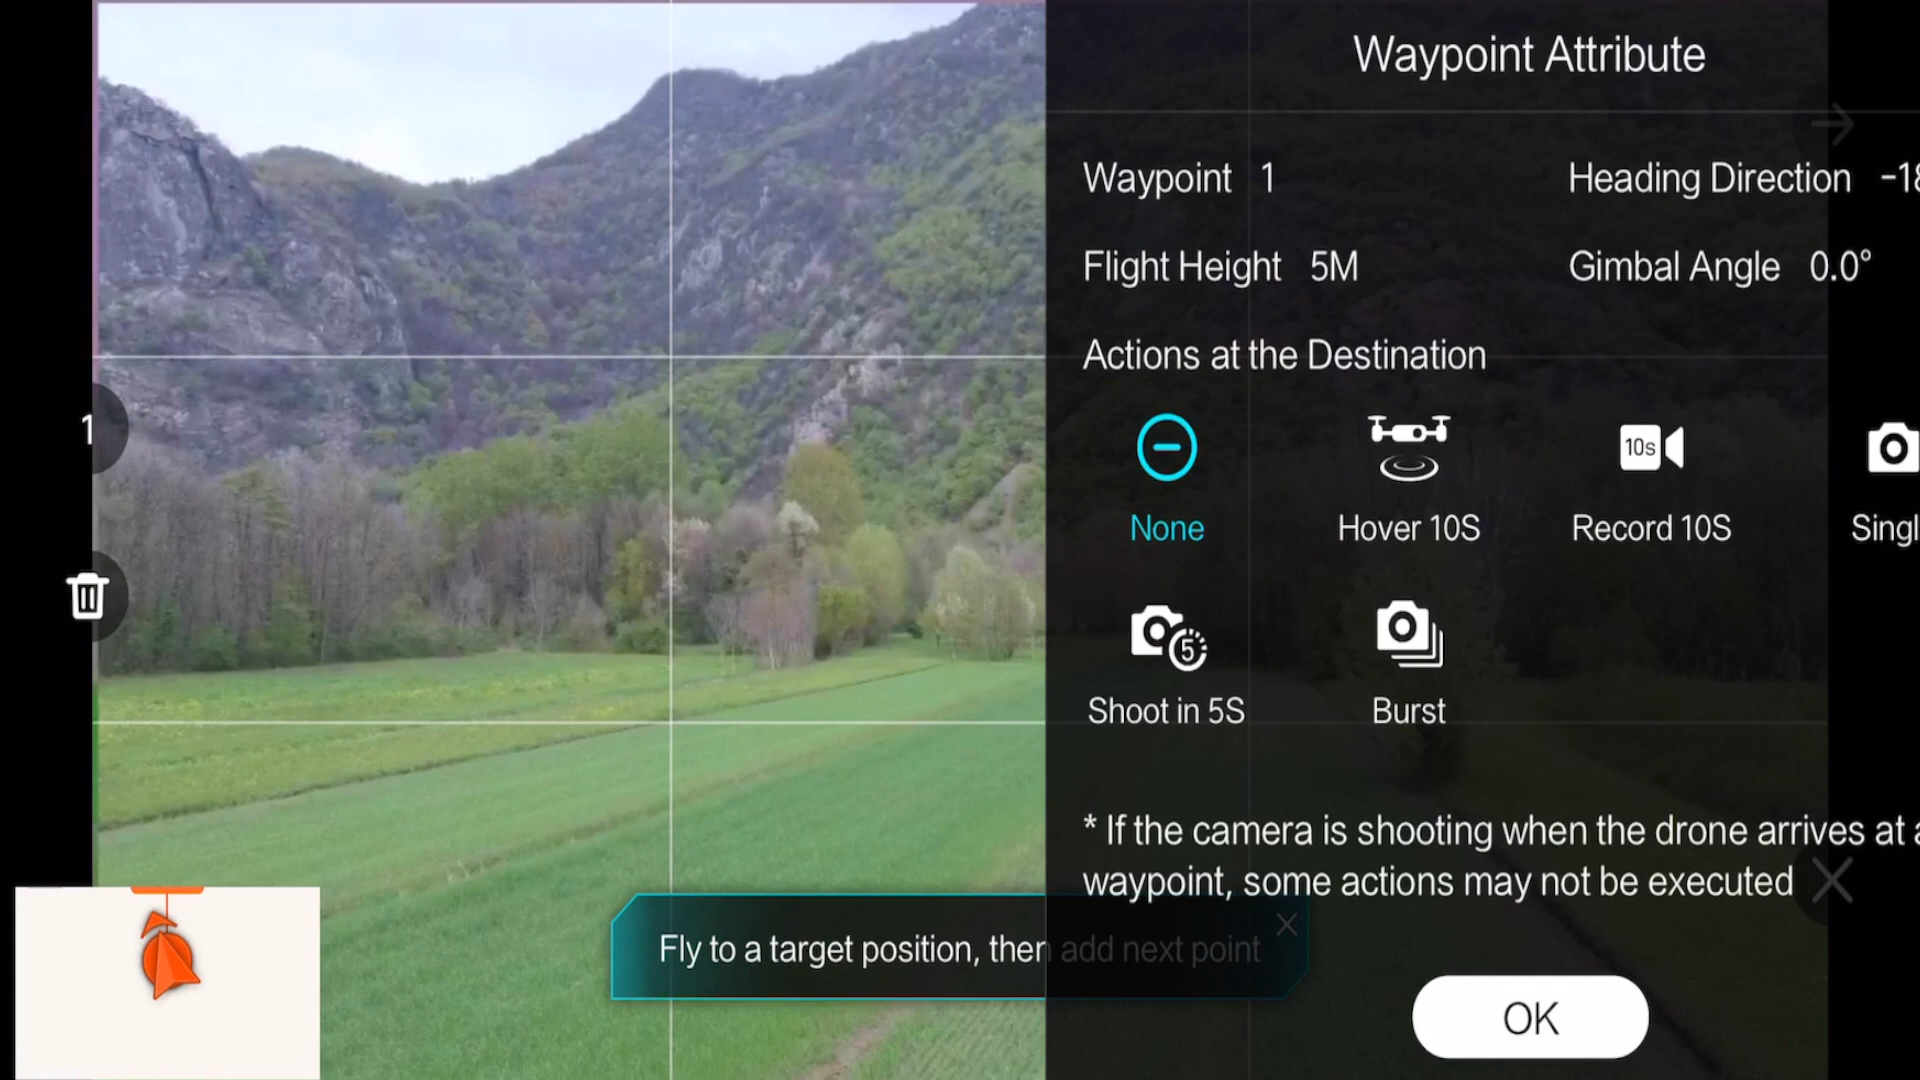 Waypoint Attribute
Waypoint 1
Heading Direction
Flight Height 5M
Gimbal Angle 0.0°
Actions at the Destination
1
10s
None
Hover 10S
Record 10S
5
Shoot in 5S
Burst
* If the camera is shooting when the drone arrives at
waypoint, some actions may not be executed
Fly to a target position, then add next point
OK